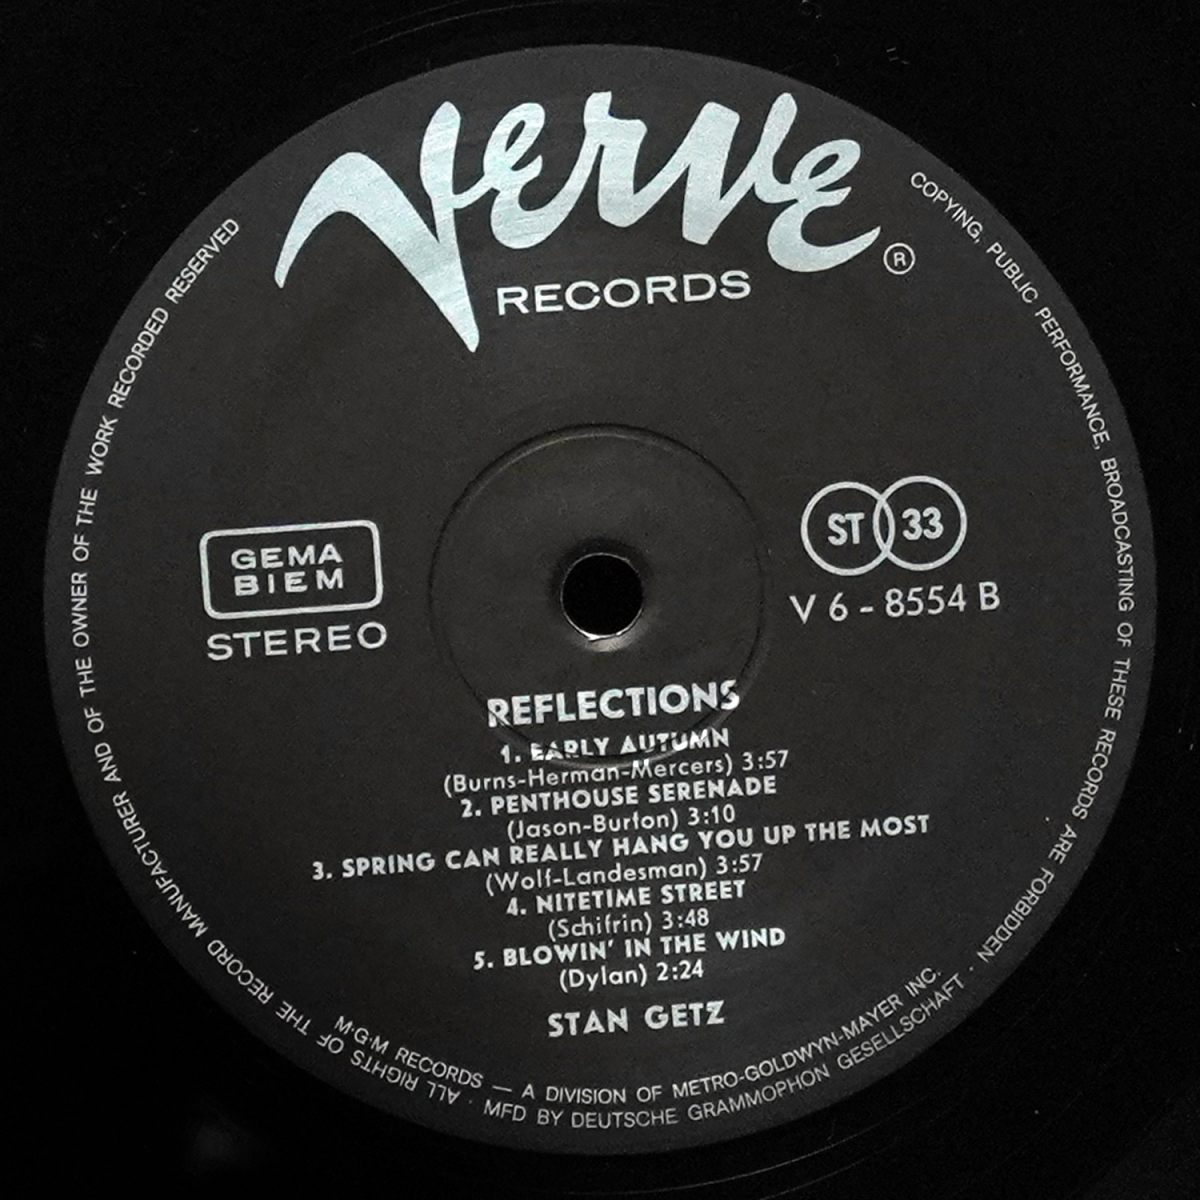 Verve
RECORDS
®
GEMA
BIEM
STEREO
ST 33
V 6 - 8554 B
REFLECTIONS
1. EARLY AUTUMN
(Burns-Herman-Mercers) 3:57
2. PENTHOUSE SERENADE
(Jason-Burton) 3:10
3. SPRING CAN REALLY HANG YOU UP THE MOST
(Wolf-Landesman) 3:57
4. NITETIME STREET
(Schifrin) 3:48
5. BLOWIN' IN THE WIND
(Dylan) 2:24
STAN GETZ
M·G·M RECORDS — A DIVISION OF METRO-GOLDWYN-MAYER INC.
· ALL RIGHTS OF THE RECORD MANUFACTURER AND OF THE OWNER OF THE WORK RECORDED RESERVED
COPYING, PUBLIC PERFORMANCE, BROADCASTING OF THESE RECORDS ARE FORBIDDEN ·
MFD BY DEUTSCHE GRAMMOPHON GESELLSCHAFT